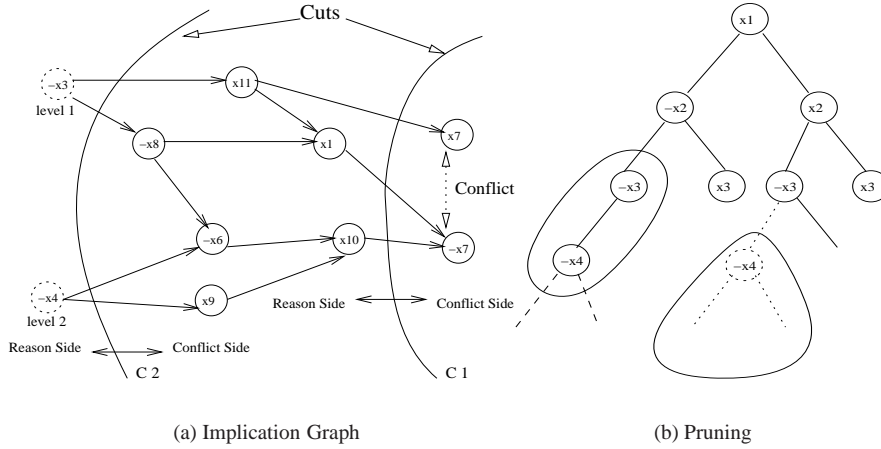 Cuts
−x3
level 1
x11
−x8
x1
x7
Conflict
−x6
x10
−x7
−x4
level 2
x9
Reason Side
Conflict Side
Reason Side
Conflict Side
C 2
C 1
(a) Implication Graph
x1
−x2
x2
−x3
x3
−x3
x3
−x4
−x4
(b) Pruning